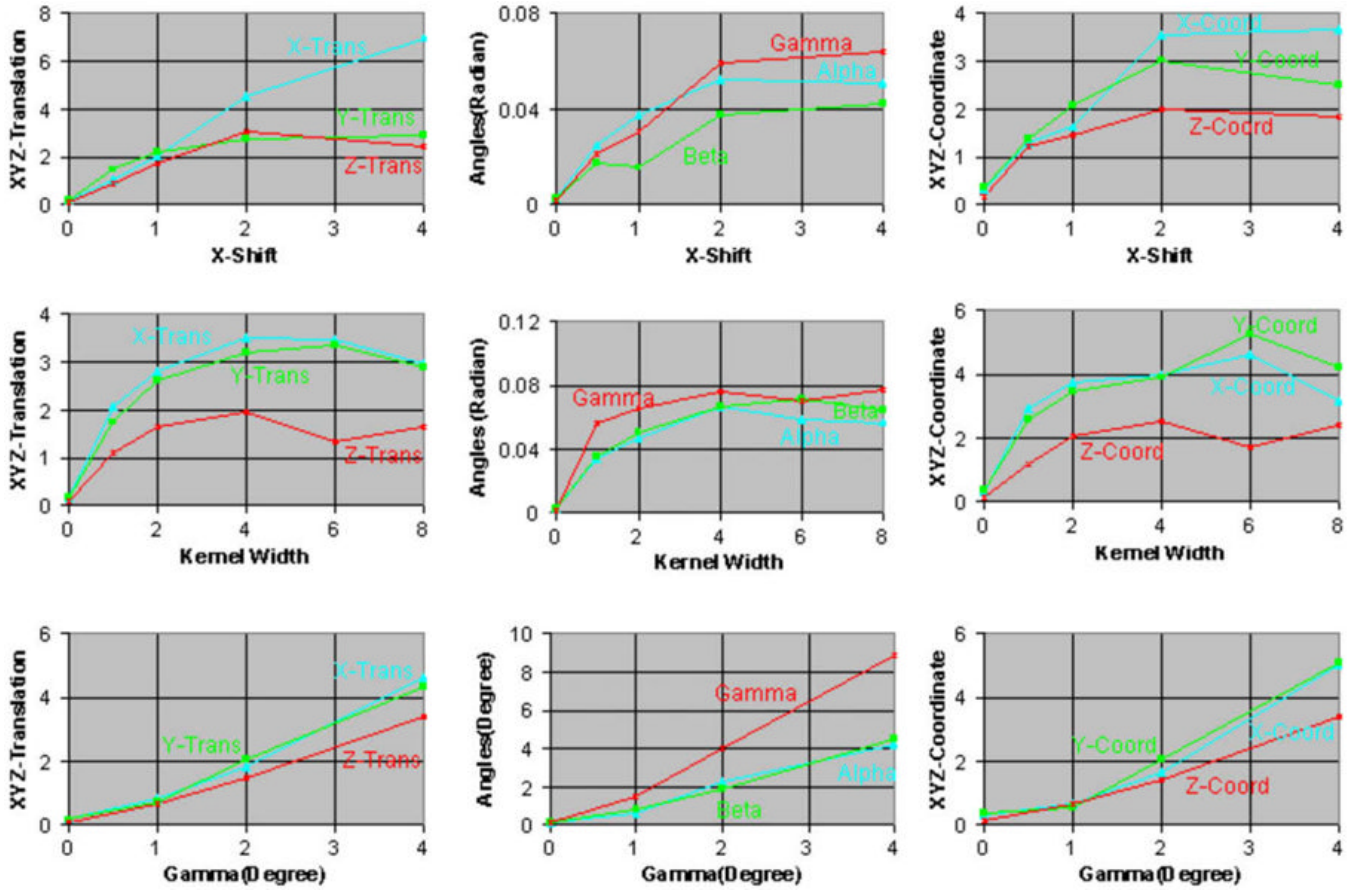 XYZ-Translation
8
6
4
2
0
X-Trans
Y-Trans
Z-Trans
0 1 2 3 4
X-Shift
Angles(Radian)
0.08
0.04
0
Gamma
Alpha
Beta
0 1 2 3 4
X-Shift
XYZ-Coordinate
4
3
2
1
0
X-Coord
Y-Coord
Z-Coord
0 1 2 3 4
X-Shift
XYZ-Translation
4
3
2
1
0
X-Trans
Y-Trans
Z-Trans
0 2 4 6 8
Kernel Width
Angles (Radian)
0.12
0.08
0.04
0
Gamma
Beta
Alpha
0 2 4 6 8
Kernel Width
XYZ-Coordinate
6
4
2
0
Y-Coord
X-Coord
Z-Coord
0 2 4 6 8
Kernel Width
XYZ-Translation
6
4
2
0
X-Trans
Y-Trans
Z-Trans
0 1 2 3 4
Gamma(Degree)
Angles(Degree)
10
8
6
4
2
0
Gamma
Alpha
Beta
0 1 2 3 4
Gamma(Degree)
XYZ-Coordinate
6
4
2
0
Y-Coord
X-Coord
Z-Coord
0 1 2 3 4
Gamma(Degree)